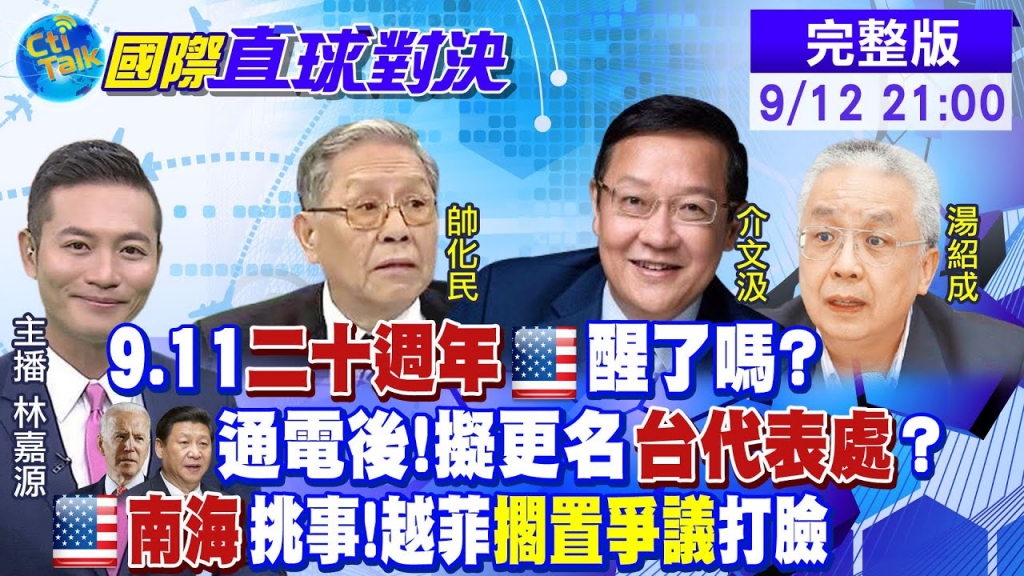 Cti Talk
國際直球對決
完整版
9/12 21:00
主播 林嘉源
帥化民
介文汲
湯紹成
9.11二十週年 醒了嗎?
通電後!擬更名台代表處?
南海挑事!越菲擱置爭議打臉